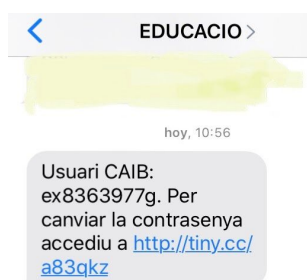 EDUCACIO
hoy, 10:56
Usuari CAIB:
ex8363977g. Per
canviar la contrasenya
accediu a http://tiny.cc/
a83qkz